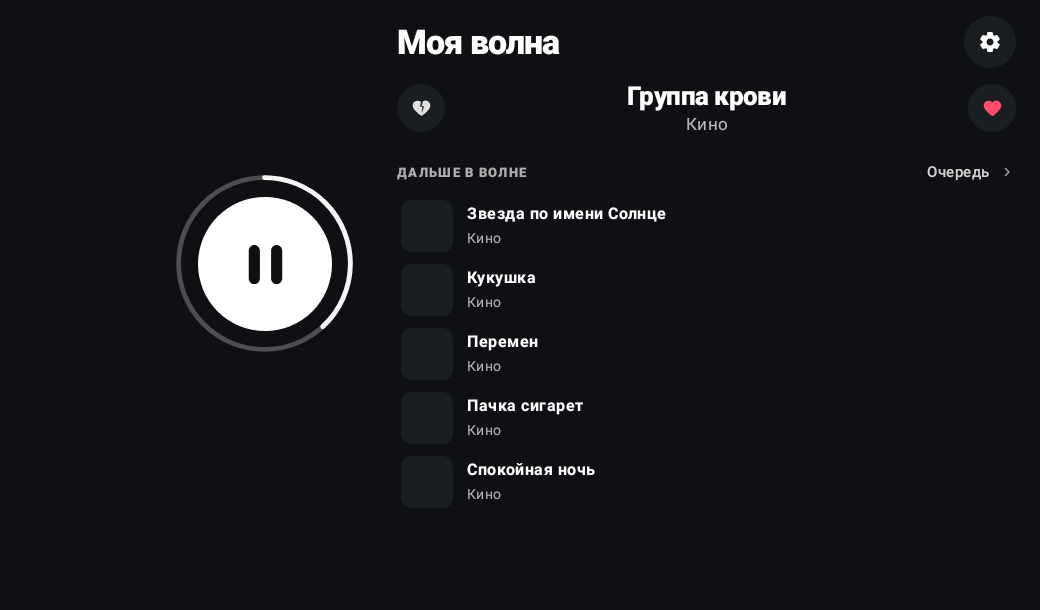 Моя волна
Группа крови
Кино
ДАЛЬШЕ В ВОЛНЕ
Очередь
Звезда по имени Солнце
Кино
Кукушка
Кино
Перемен
Кино
Пачка сигарет
Кино
Спокойная ночь
Кино